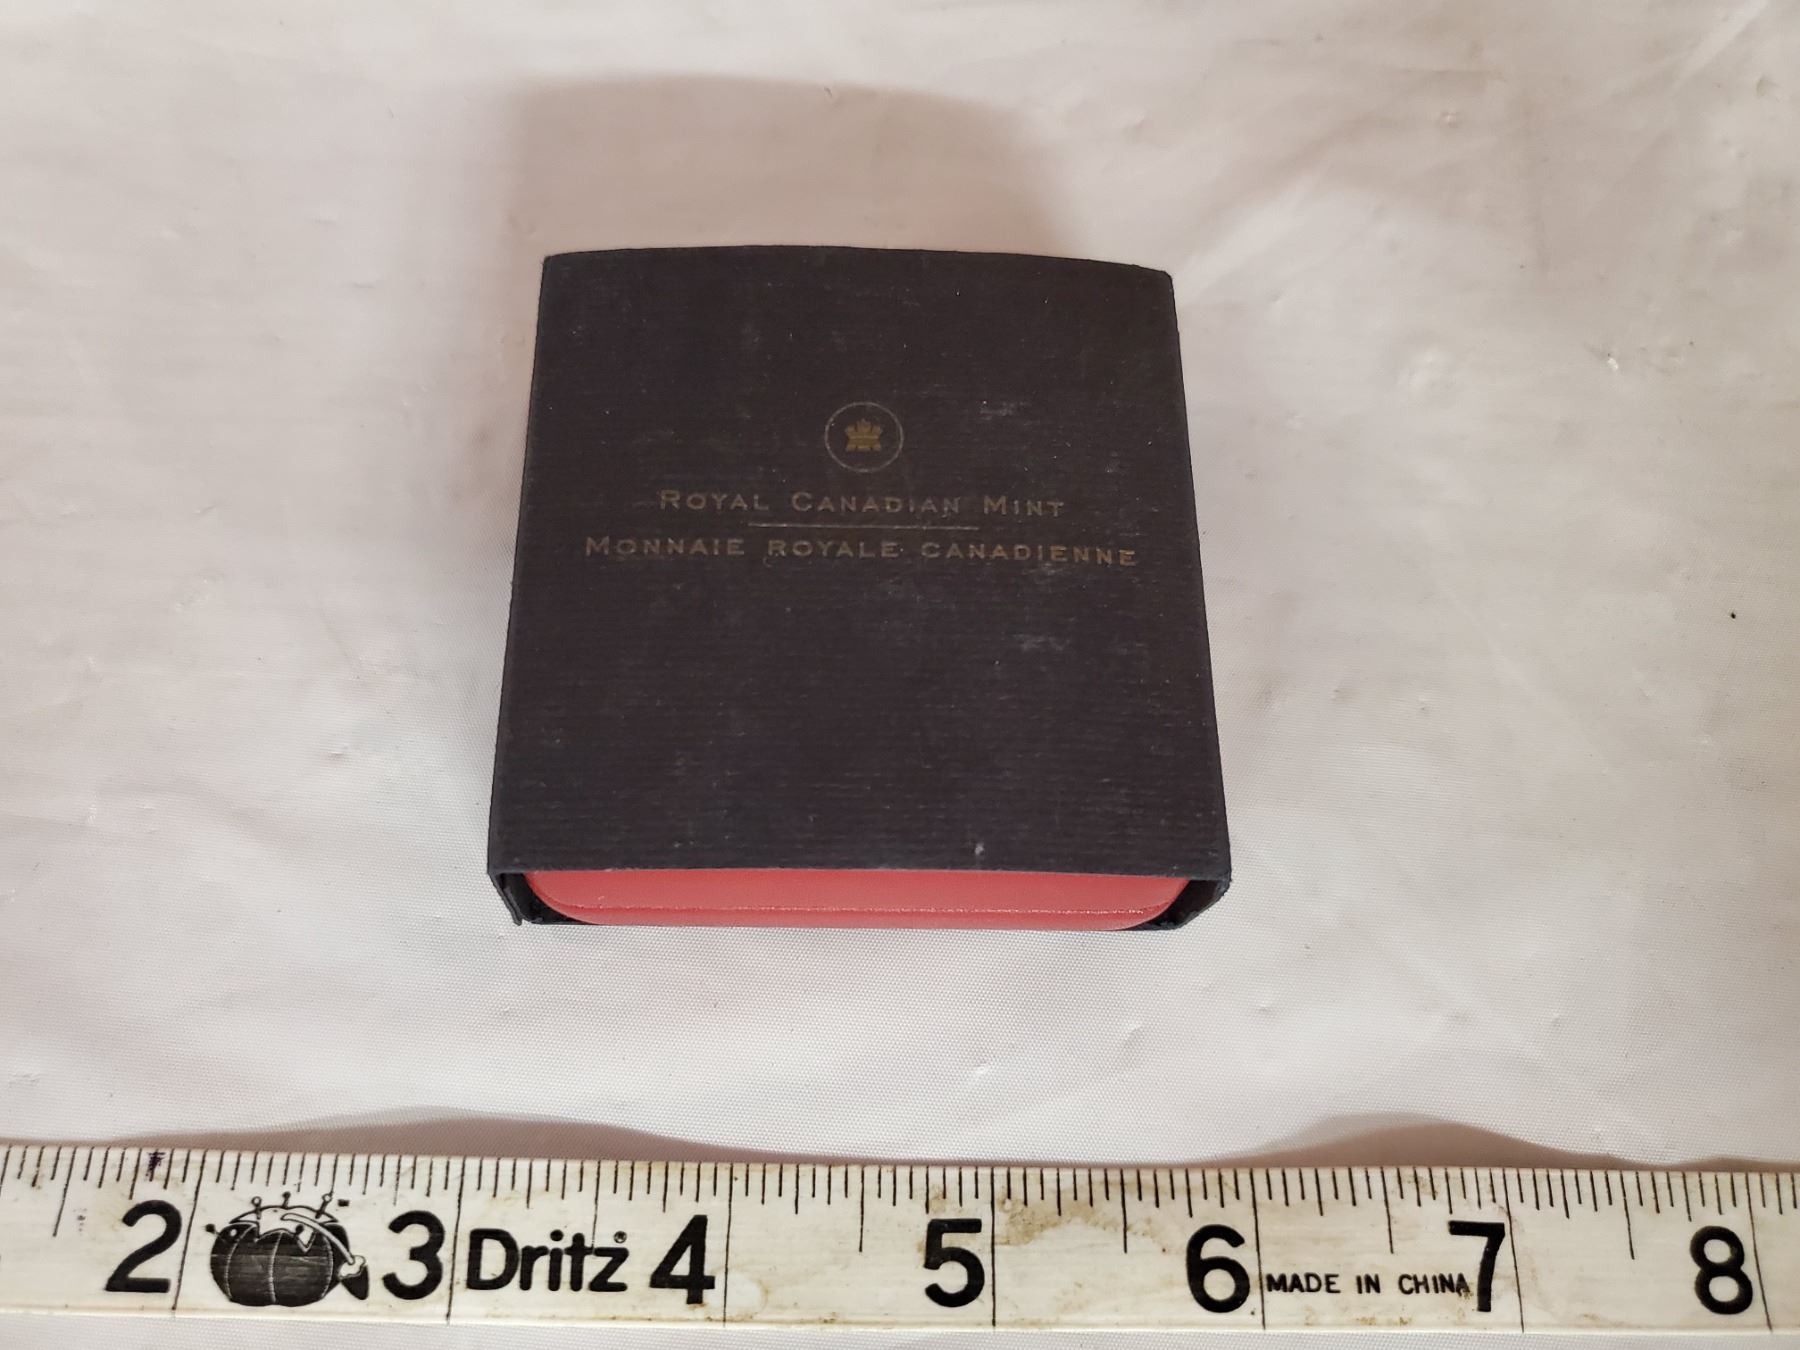 ROYAL CANADIAN MINT
MONNAIE ROYALE CANADIENNE
2 3 Dritz® 4 5 6 MADE IN CHINA 7 8